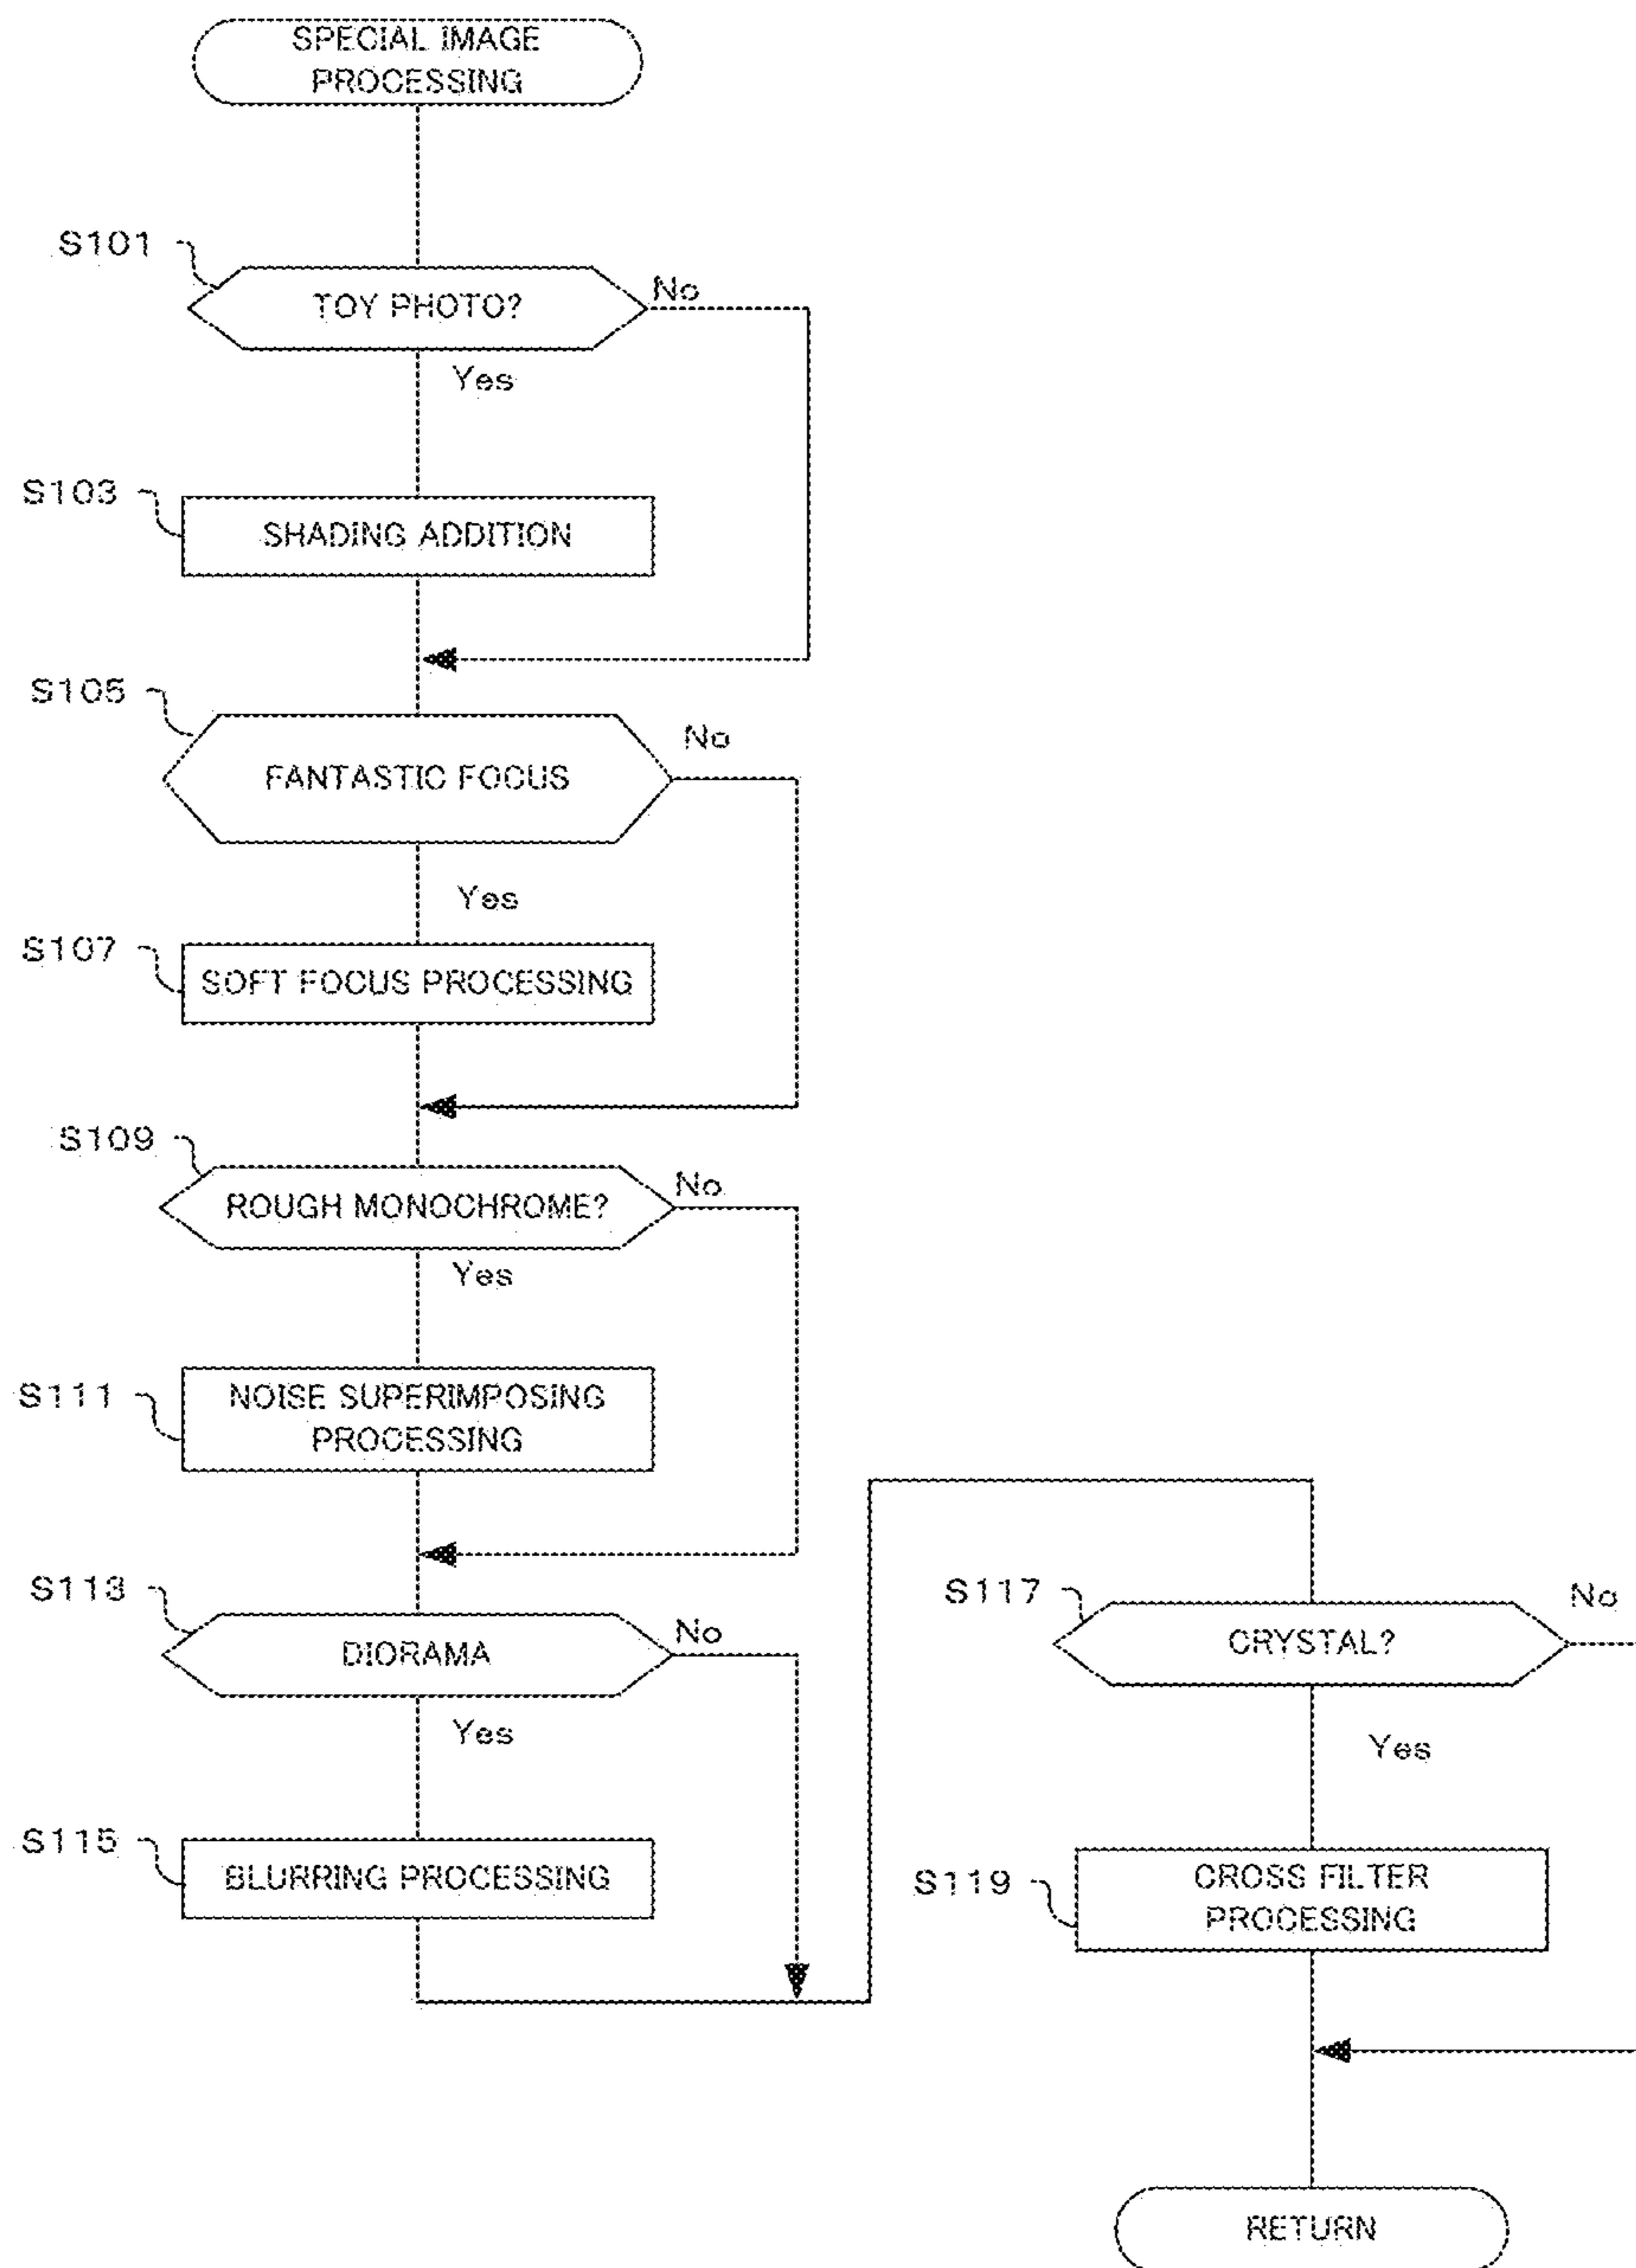 SPECIAL IMAGE
PROCESSING
S101
TOY PHOTO?
No
Yes
S103
SHADING ADDITION
S105
FANTASTIC FOCUS
No
Yes
S107
SOFT FOCUS PROCESSING
S109
ROUGH MONOCHROME?
No
Yes
S111
NOISE SUPERIMPOSING
PROCESSING
S113
DIORAMA
No
Yes
S115
BLURRING PROCESSING
S117
CRYSTAL?
No
Yes
S119
CROSS FILTER
PROCESSING
RETURN